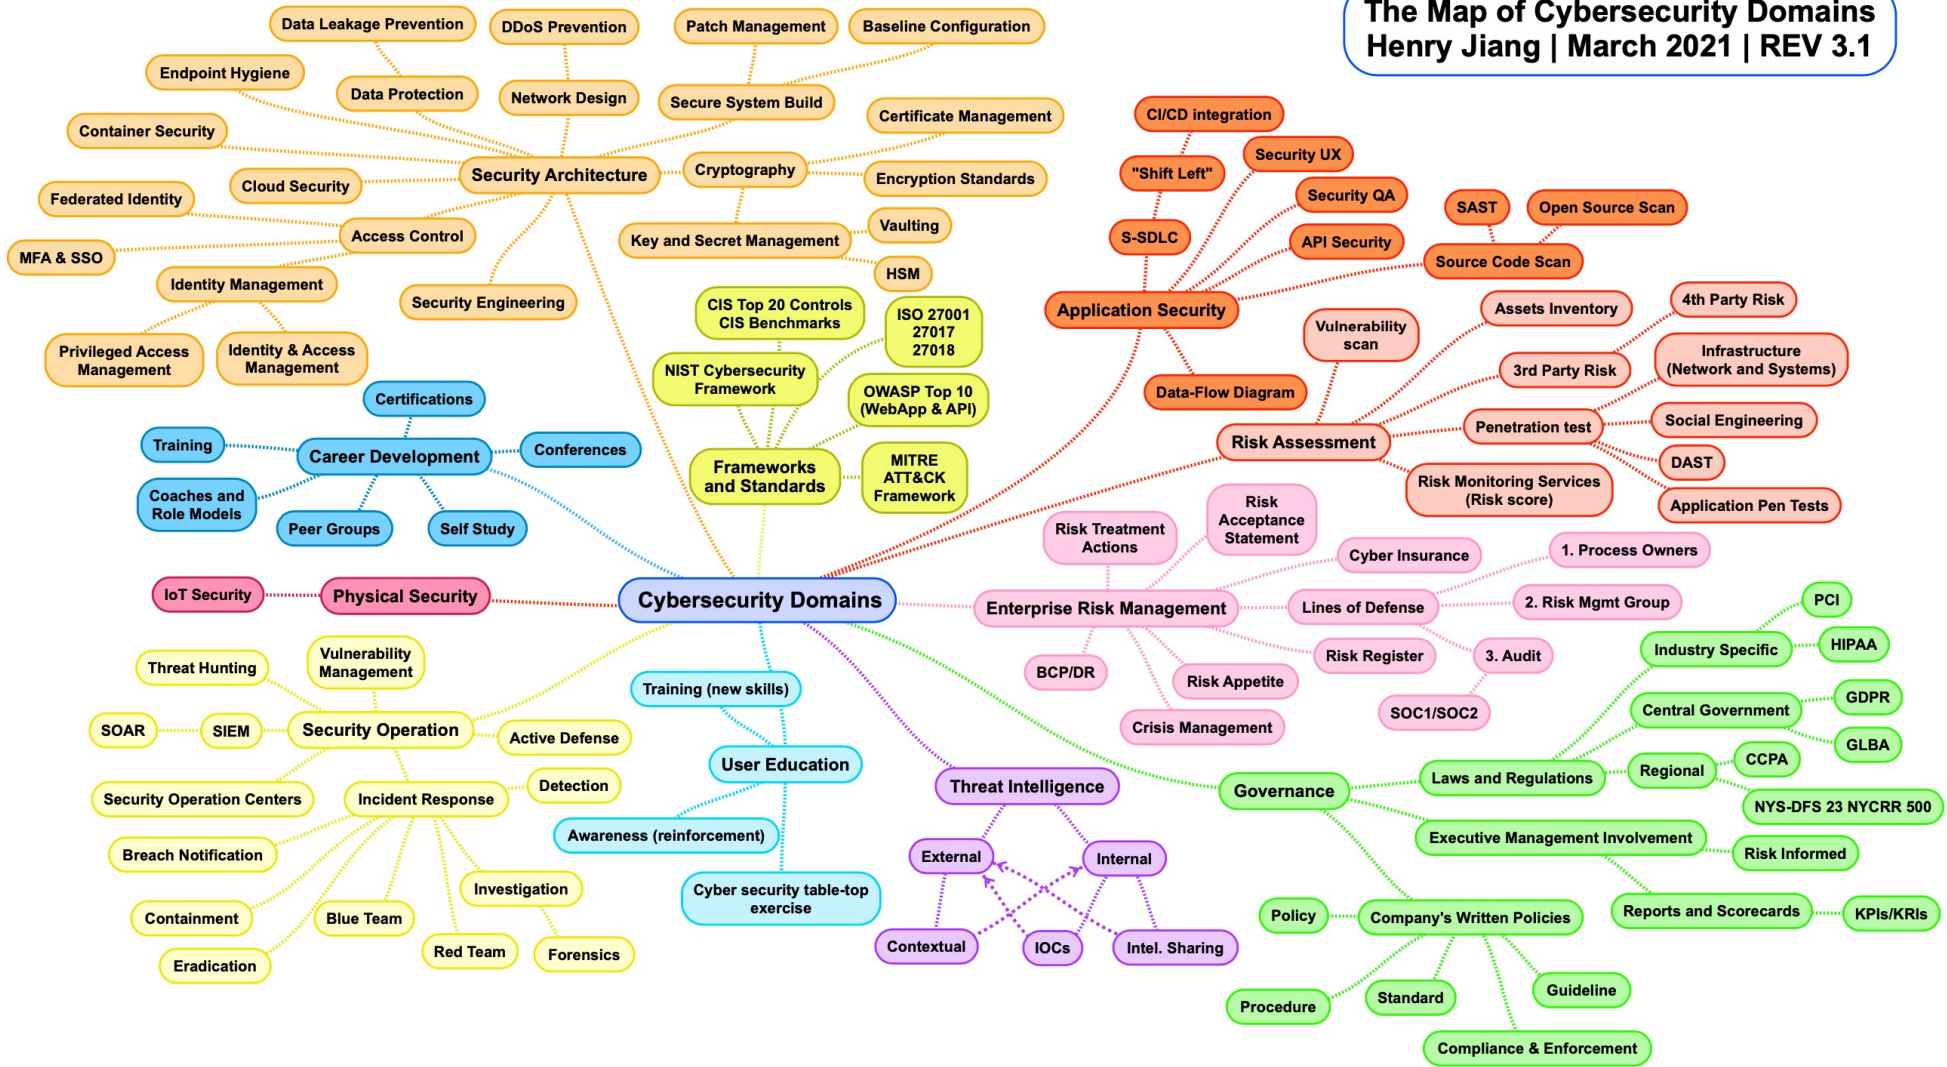 The Map of Cybersecurity Domains
Henry Jiang | March 2021 | REV 3.1
Data Leakage Prevention
DDoS Prevention
Patch Management
Baseline Configuration
Endpoint Hygiene
Data Protection
Network Design
Secure System Build
Certificate Management
Container Security
Security Architecture
Cryptography
Encryption Standards
Cloud Security
Federated Identity
Access Control
Key and Secret Management
Vaulting
HSM
MFA & SSO
Identity Management
Security Engineering
Privileged Access
Management
Identity & Access
Management
CI/CD integration
"Shift Left"
Security UX
Security QA
S-SDLC
API Security
SAST
Open Source Scan
Source Code Scan
Application Security
Data-Flow Diagram
CIS Top 20 Controls
CIS Benchmarks
ISO 27001
27017
27018
NIST Cybersecurity
Framework
OWASP Top 10
(WebApp & API)
Frameworks
and Standards
MITRE
ATT&CK
Framework
Certifications
Training
Career Development
Conferences
Coaches and
Role Models
Peer Groups
Self Study
Vulnerability
scan
Assets Inventory
4th Party Risk
3rd Party Risk
Infrastructure
(Network and Systems)
Risk Assessment
Penetration test
Social Engineering
DAST
Risk Monitoring Services
(Risk score)
Application Pen Tests
IoT Security
Physical Security
Cybersecurity Domains
Risk Treatment
Actions
Risk
Acceptance
Statement
Cyber Insurance
1. Process Owners
Enterprise Risk Management
Lines of Defense
2. Risk Mgmt Group
BCP/DR
Risk Register
3. Audit
Risk Appetite
SOC1/SOC2
Crisis Management
Threat Hunting
Vulnerability
Management
SOAR
SIEM
Security Operation
Active Defense
Security Operation Centers
Incident Response
Detection
Breach Notification
Investigation
Containment
Blue Team
Red Team
Forensics
Eradication
Training (new skills)
User Education
Awareness (reinforcement)
Cyber security table-top
exercise
Threat Intelligence
External
Internal
Contextual
IOCs
Intel. Sharing
PCI
Industry Specific
HIPAA
Central Government
GDPR
GLBA
Governance
Laws and Regulations
Regional
CCPA
NYS-DFS 23 NYCRR 500
Executive Management Involvement
Risk Informed
Reports and Scorecards
KPIs/KRIs
Policy
Company's Written Policies
Procedure
Standard
Guideline
Compliance & Enforcement